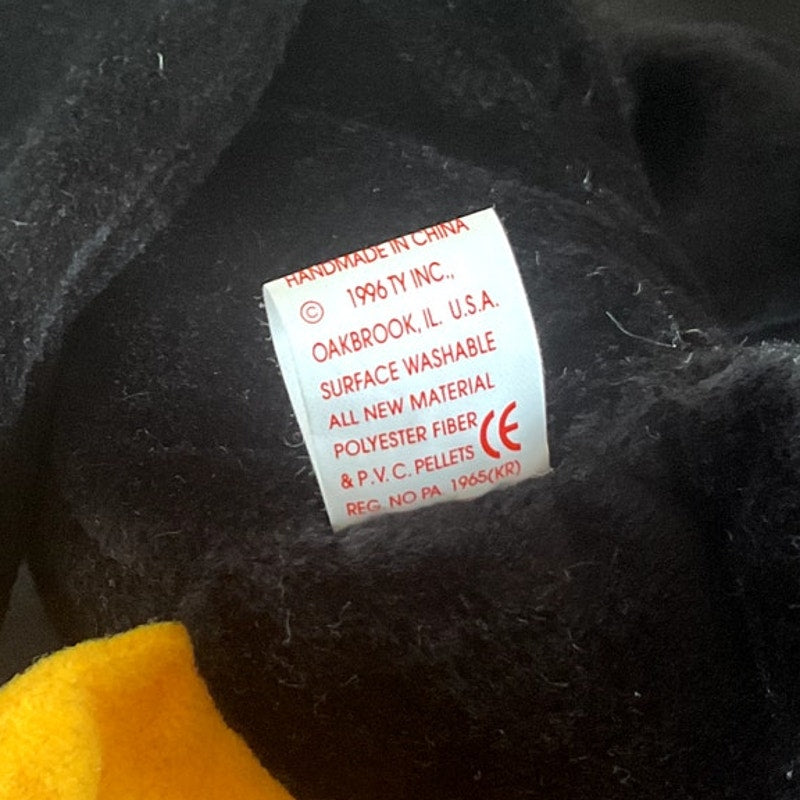 HANDMADE IN CHINA
© 1996 TY INC.,
OAKBROOK, IL. U.S.A.
SURFACE WASHABLE
ALL NEW MATERIAL
POLYESTER FIBER
& P.V.C. PELLETS CE
REG. NO PA. 1965(KR)